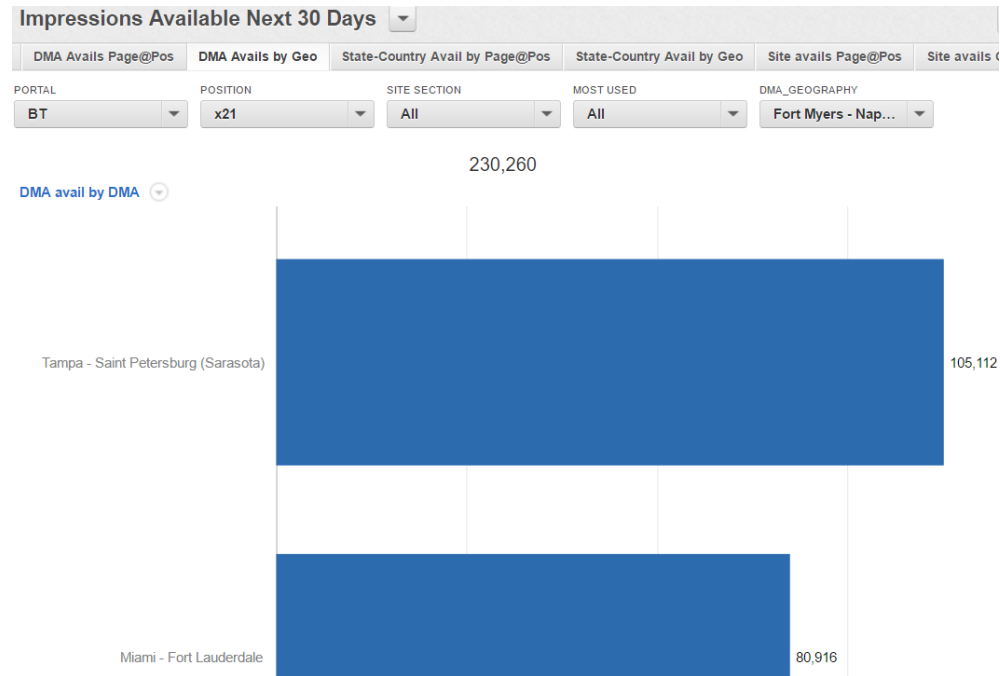 Impressions Available Next 30 Days
DMA Avails Page@Pos DMA Avails by Geo State-Country Avail by Page@Pos State-Country Avail by Geo Site avails Page@Pos Site avails
PORTAL POSITION SITE SECTION MOST USED DMA_GEOGRAPHY
BT x21 All All Fort Myers - Nap...
230,260
DMA avail by DMA
Tampa - Saint Petersburg (Sarasota) 105,112
Miami - Fort Lauderdale 80,916